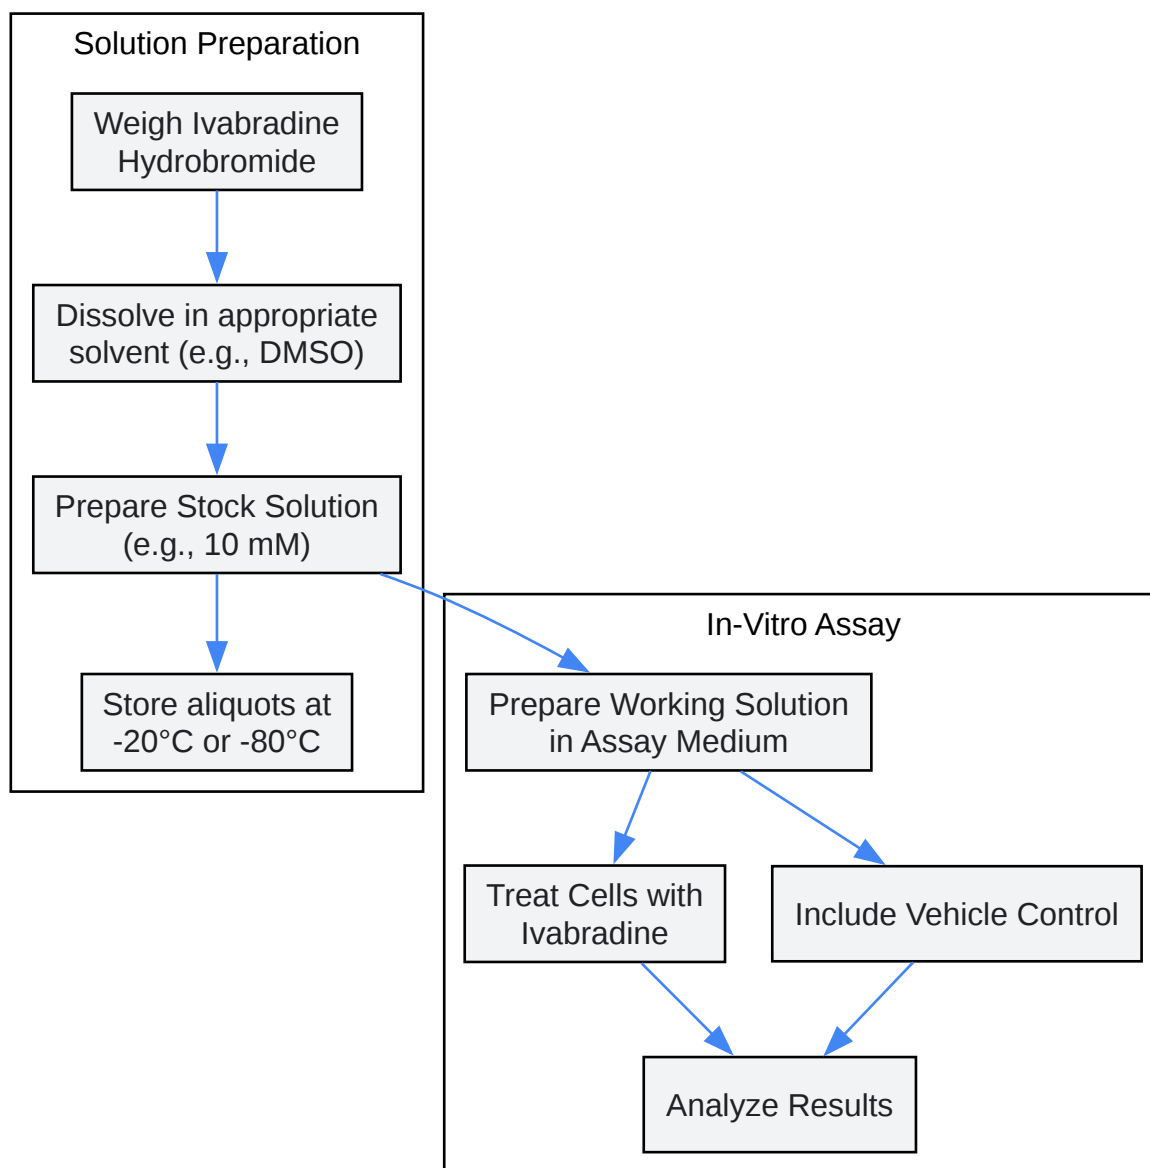 Solution Preparation
Weigh Ivabradine
Hydrobromide
Dissolve in appropriate
solvent (e.g., DMSO)
Prepare Stock Solution
(e.g., 10 mM)
Store aliquots at
-20°C or -80°C
In-Vitro Assay
Prepare Working Solution
in Assay Medium
Treat Cells with
Ivabradine
Include Vehicle Control
Analyze Results